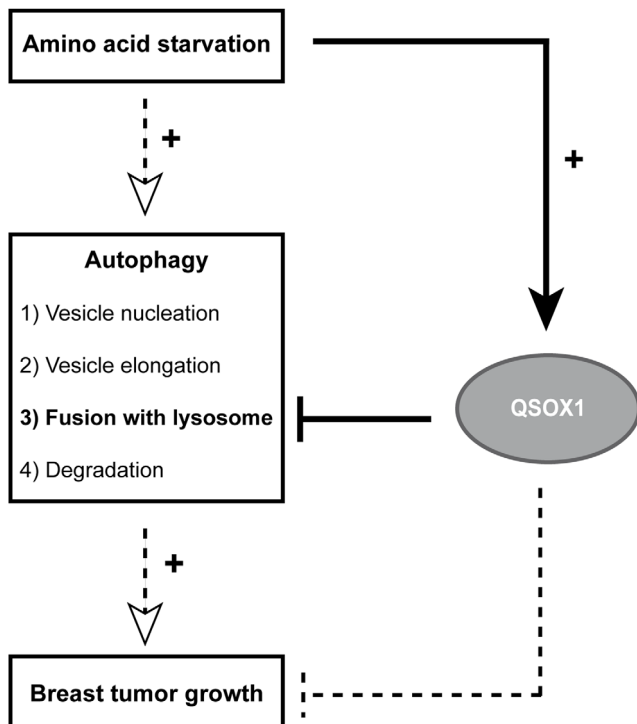 Amino acid starvation
+
+
Autophagy
1) Vesicle nucleation
2) Vesicle elongation
3) Fusion with lysosome
4) Degradation
QSOX1
+
Breast tumor growth